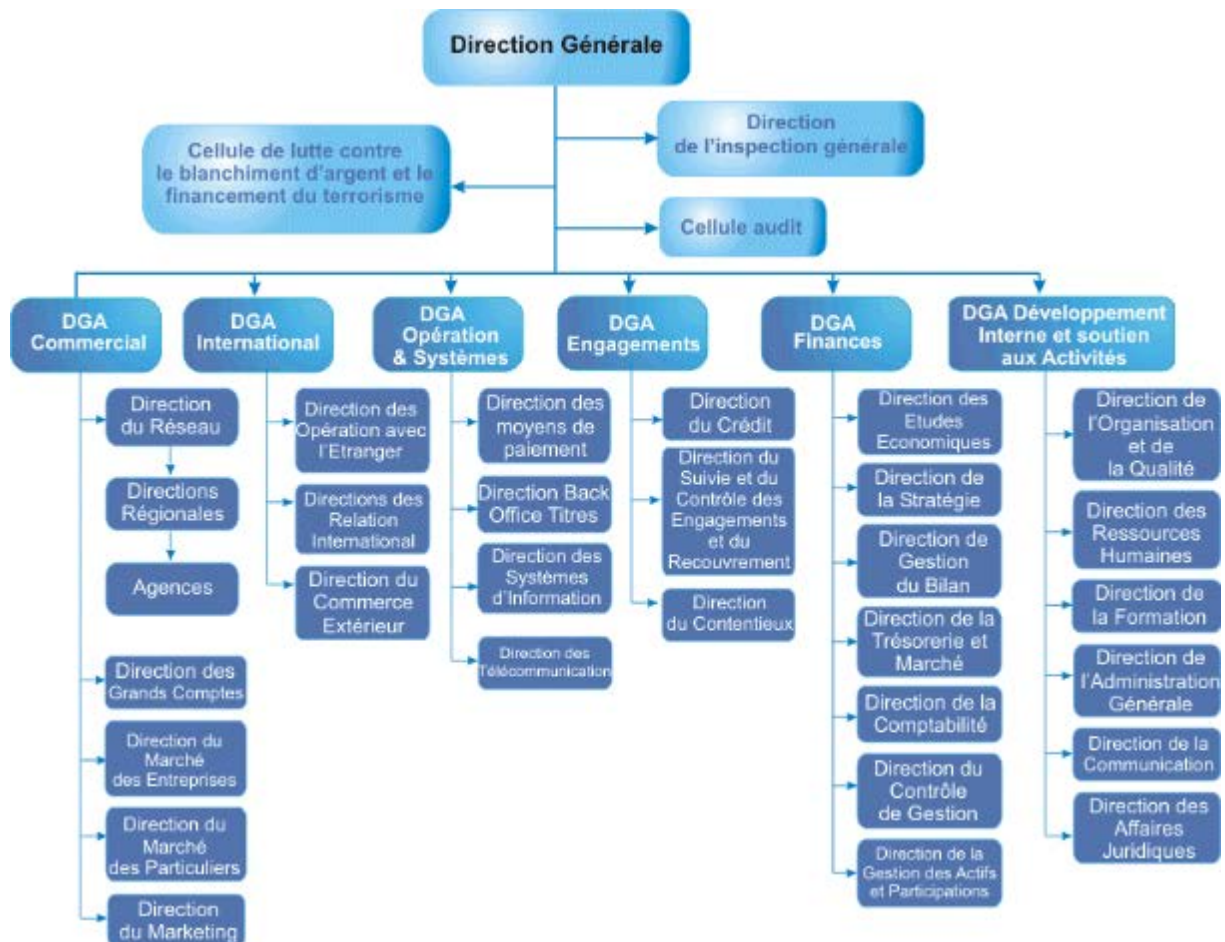 Direction Générale
Direction
de l'inspection générale
Cellule de lutte contre
le blanchiment d'argent et le
financement du terrorisme
Cellule audit
DGA
Commercial
DGA
International
DGA
Opération
& Systèmes
DGA
Engagements
DGA
Finances
DGA Développement
Interne et soutien
aux Activités
Direction
du Réseau
Directions
Régionales
Agences
Direction des
Grands Comptes
Direction du
Marché
des Entreprises
Direction du
Marché
des Particuliers
Direction
du Marketing
Direction des
Opération avec
l'Etranger
Directions des
Relation
International
Direction du
Commerce
Extérieur
Direction des
moyens de
paiement
Direction Back
Office Titres
Direction des
Systèmes
d'Information
Direction des
Télécommunication
Direction
du Crédit
Direction du
Suivie et du
Contrôle des
Engagements
et du
Recouvrement
Direction
du Contentieux
Direction des
Etudes
Economiques
Direction de
la Stratégie
Direction de
Gestion
du Bilan
Direction de la
Trésorerie et
Marché
Direction de la
Comptabilité
Direction du
Contrôle
de Gestion
Direction de la
Gestion des Actifs
et Participations
Direction de
l'Organisation
et de
la Qualité
Direction des
Ressources
Humaines
Direction de
la Formation
Direction de
l'Administration
Générale
Direction de la
Communication
Direction des
Affaires
Juridiques